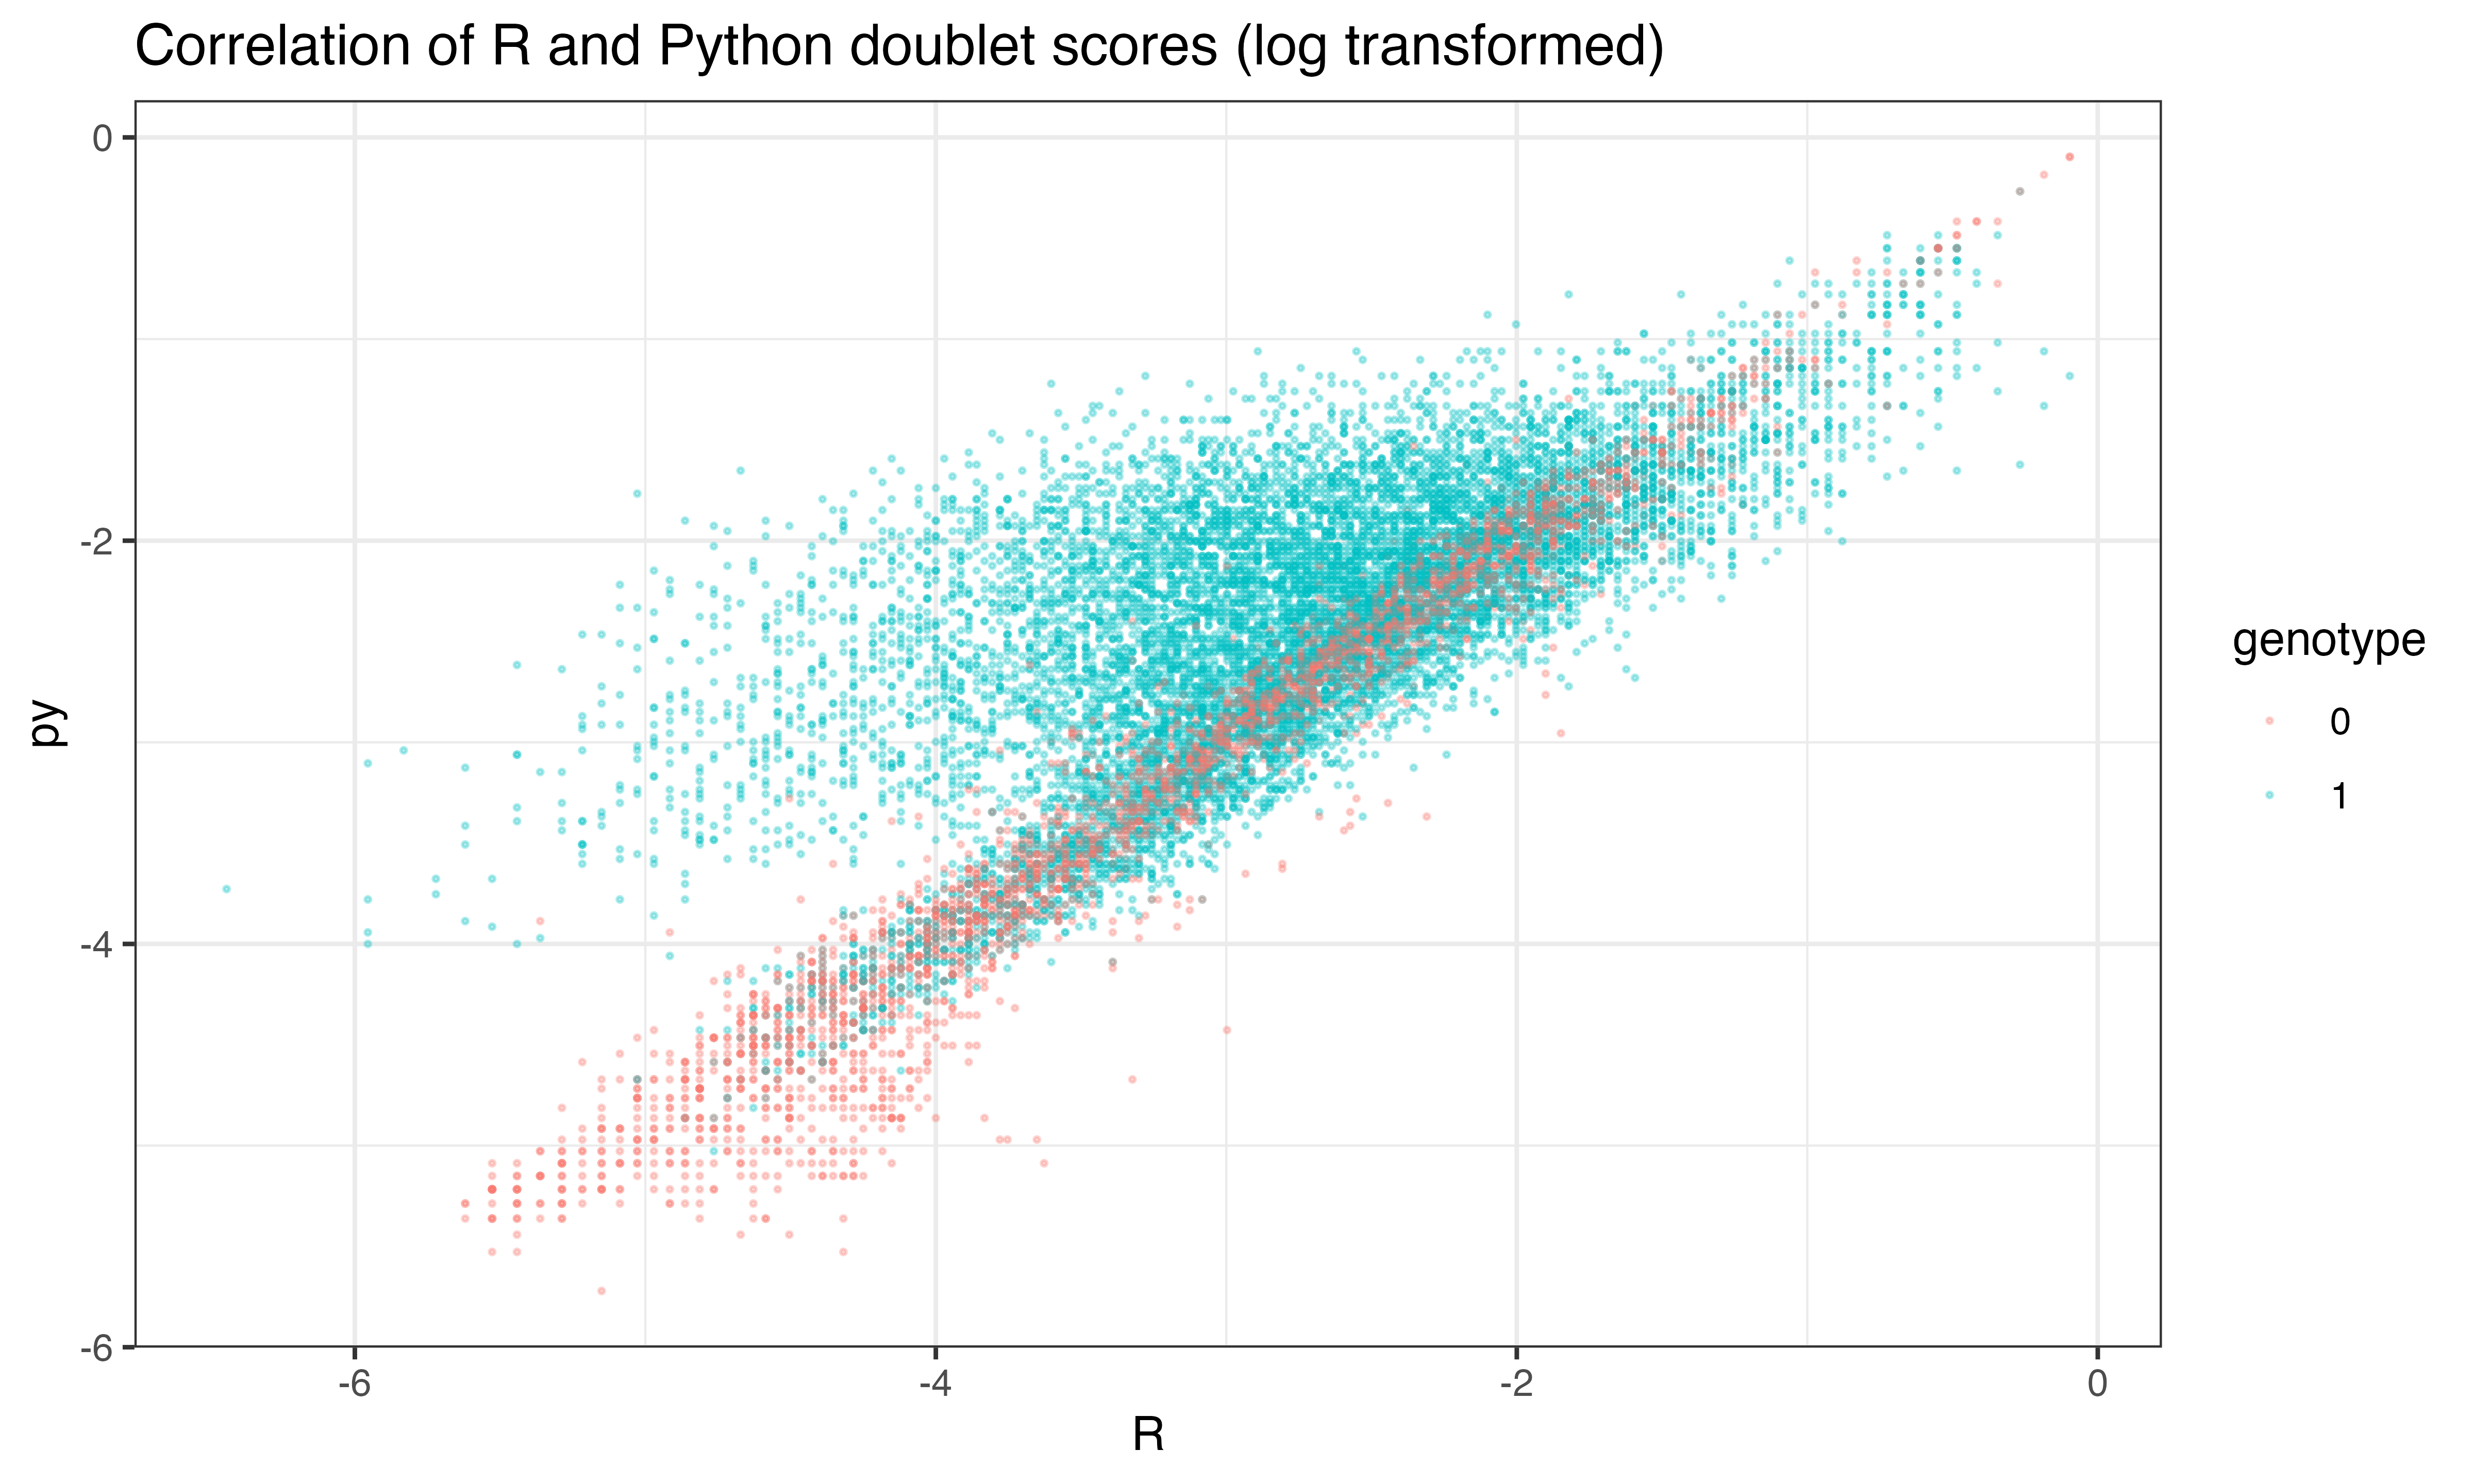 Correlation of R and Python doublet scores (log transformed)
0
-2
-4
-6
py
-6
-4
-2
0
R
genotype
0
1